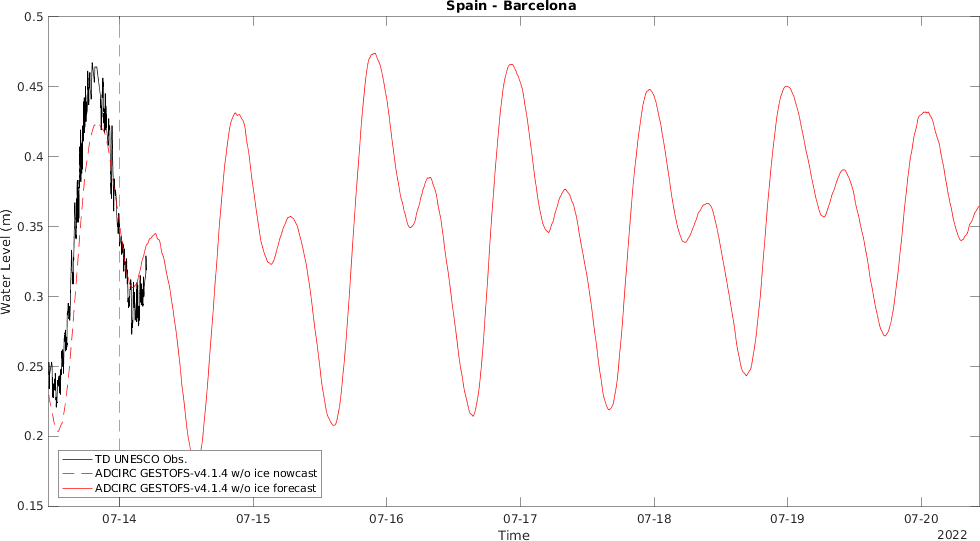 Spain - Barcelona
0.5
0.45
0.4
0.35
0.3
0.25
0.2
0.15
Water Level (m)
TD UNESCO Obs.
ADCIRC GESTOFS-v4.1.4 w/o ice nowcast
ADCIRC GESTOFS-v4.1.4 w/o ice forecast
07-14 07-15 07-16 07-17 07-18 07-19 07-20
Time
2022